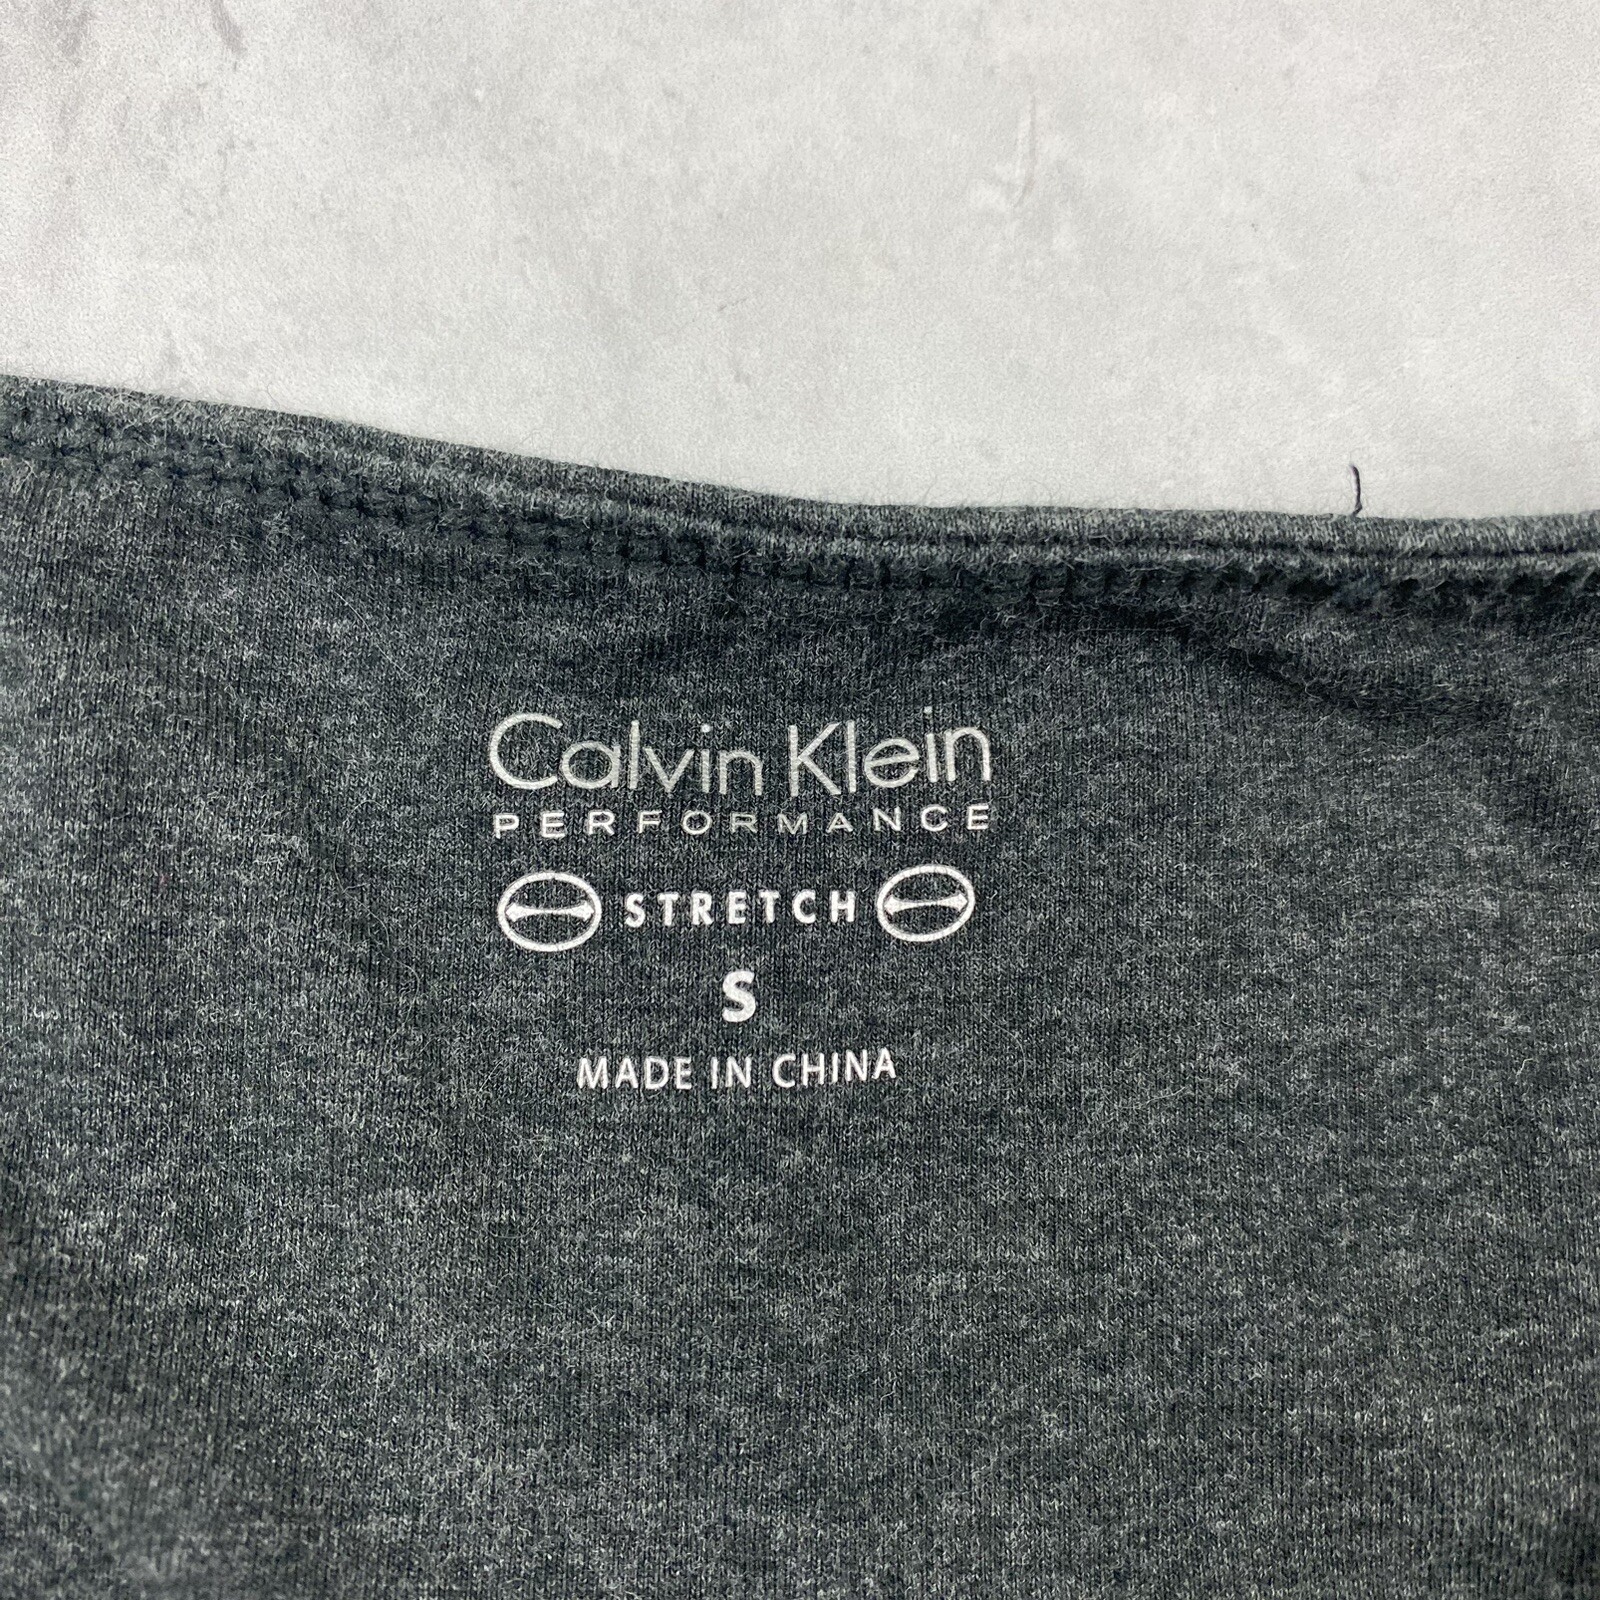 Calvin Klein
PERFORMANCE
STRETCH
S
MADE IN CHINA